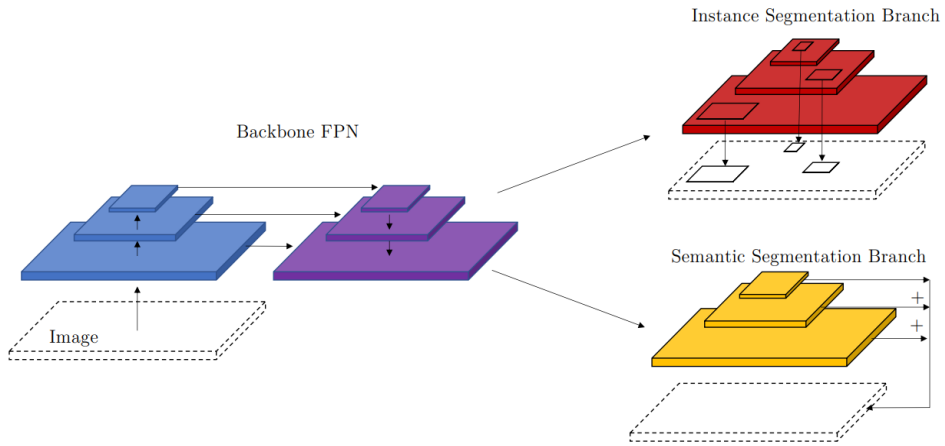 Instance Segmentation Branch
Backbone FPN
Semantic Segmentation Branch
+
+
Image